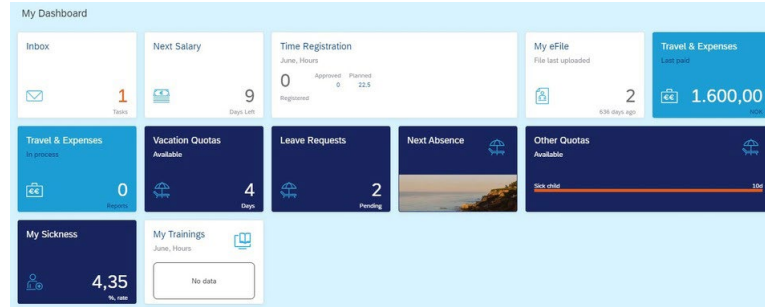 My Dashboard
Inbox
1
Tasks
Next Salary
9
Days Left
Time Registration
June, Hours
0
Registered
Approved
0
Planned
22,5
My eFile
File last uploaded
2
636 days ago
Travel & Expenses
Last paid
€€
1.600,00
NOK
Travel & Expenses
In process
€€
0
Reports
Vacation Quotas
Available
4
Days
Leave Requests
2
Pending
Next Absence
Other Quotas
Available
Sick child
10d
My Sickness
4,35
%, rate
My Trainings
June, Hours
No data